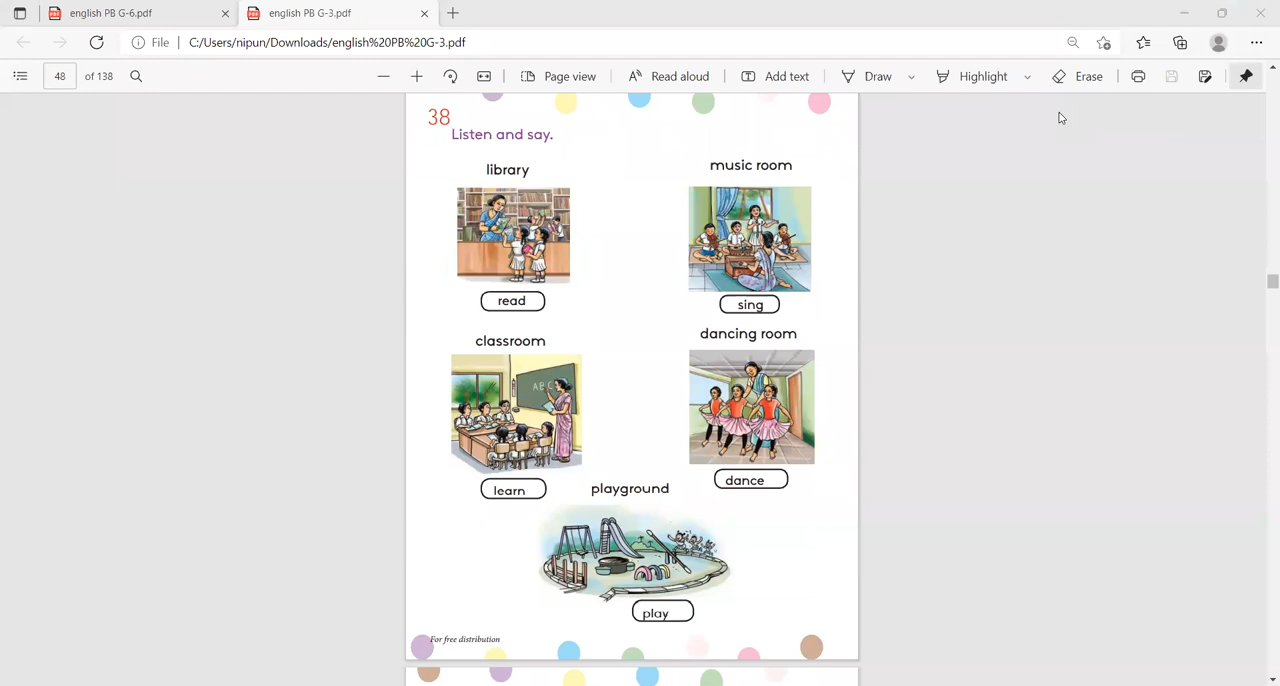 english PB G-6.pdf
english PB G-3.pdf
File
C:/Users/nipun/Downloads/english%20PB%20G-3.pdf
48 of 138
Page view
Read aloud
Add text
Draw
Highlight
Erase
38
Listen and say.
library
music room
read
sing
classroom
dancing room
ABC
learn
dance
playground
play
For free distribution